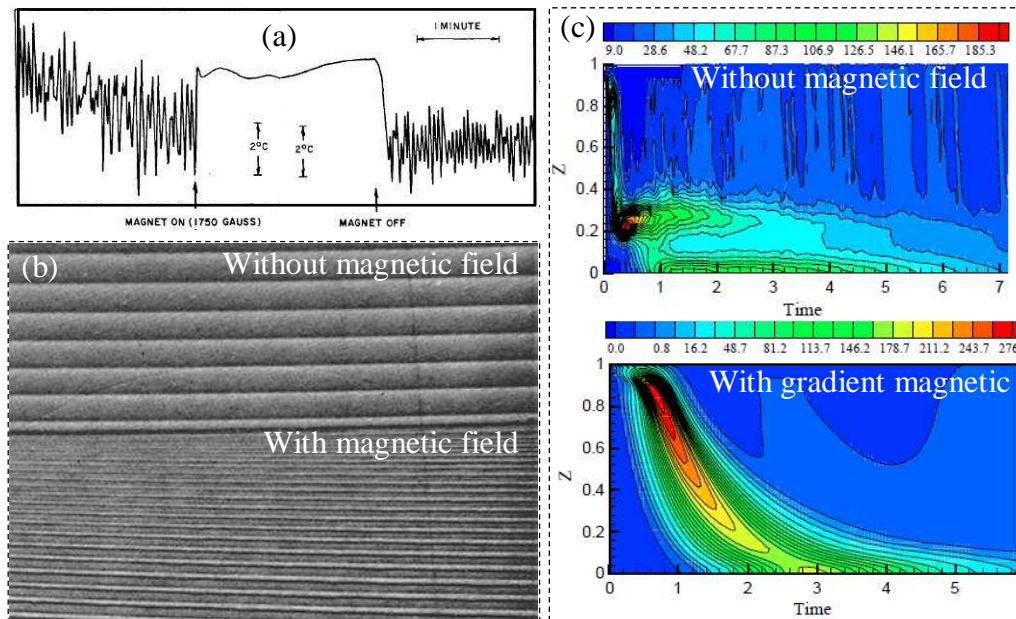 (a)
1 MINUTE
2°C
2°C
MAGNET ON (1750 GAUSS)
MAGNET OFF
(b)
Without magnetic field
With magnetic field
(c)
9.0 28.6 48.2 67.7 87.3 106.9 126.5 146.1 165.7 185.3
Without magnetic field
1
0.8
0.6
0.4
0.2
0
Z
0 1 2 3 4 5 6 7
Time
0.0 0.8 16.2 48.7 81.2 113.7 146.2 178.7 211.2 243.7 276
With gradient magnetic
1
0.8
0.6
0.4
0.2
0
Z
0 1 2 3 4 5
Time